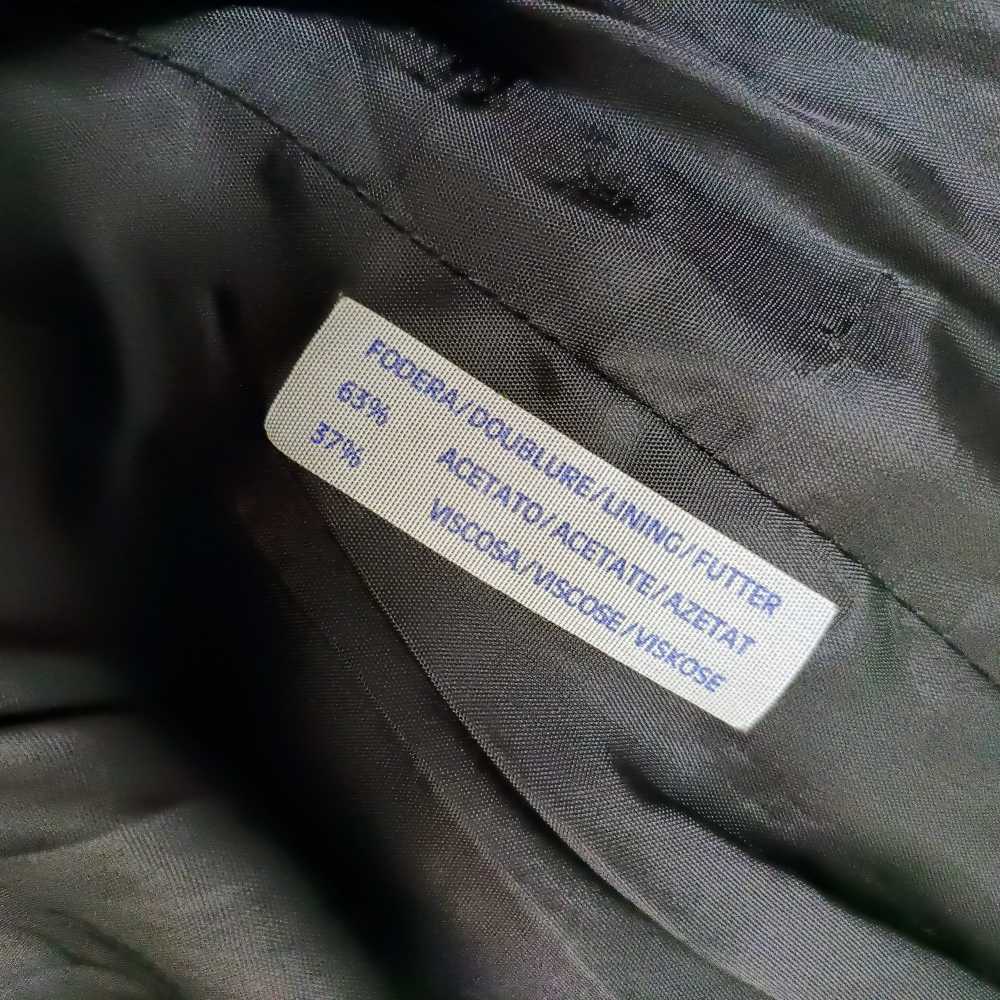 FODERA/DOUBLURE/LINING/FUTTER
63% ACETATO/ACETATE/AZETAT
37% VISCOSA/VISCOSE/VISKOSE